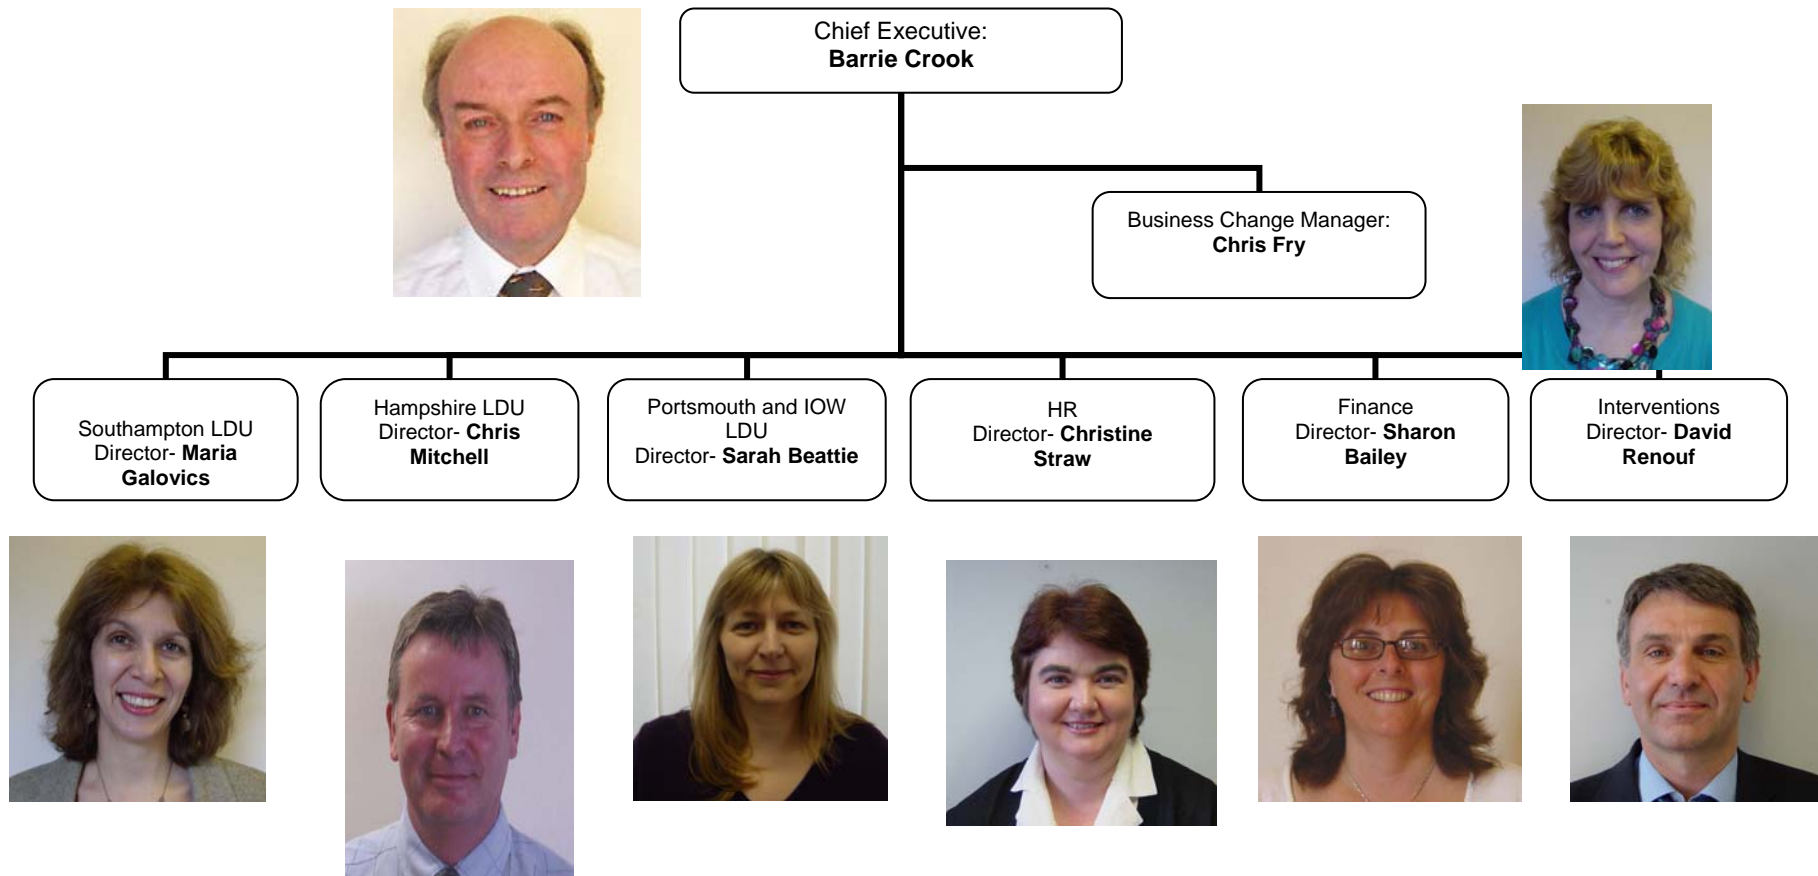 Chief Executive:
Barrie Crook
Business Change Manager:
Chris Fry
Southampton LDU
Director- Maria
Galovics
Hampshire LDU
Director- Chris
Mitchell
Portsmouth and IOW
LDU
Director- Sarah Beattie
HR
Director- Christine
Straw
Finance
Director- Sharon
Bailey
Interventions
Director- David
Renouf